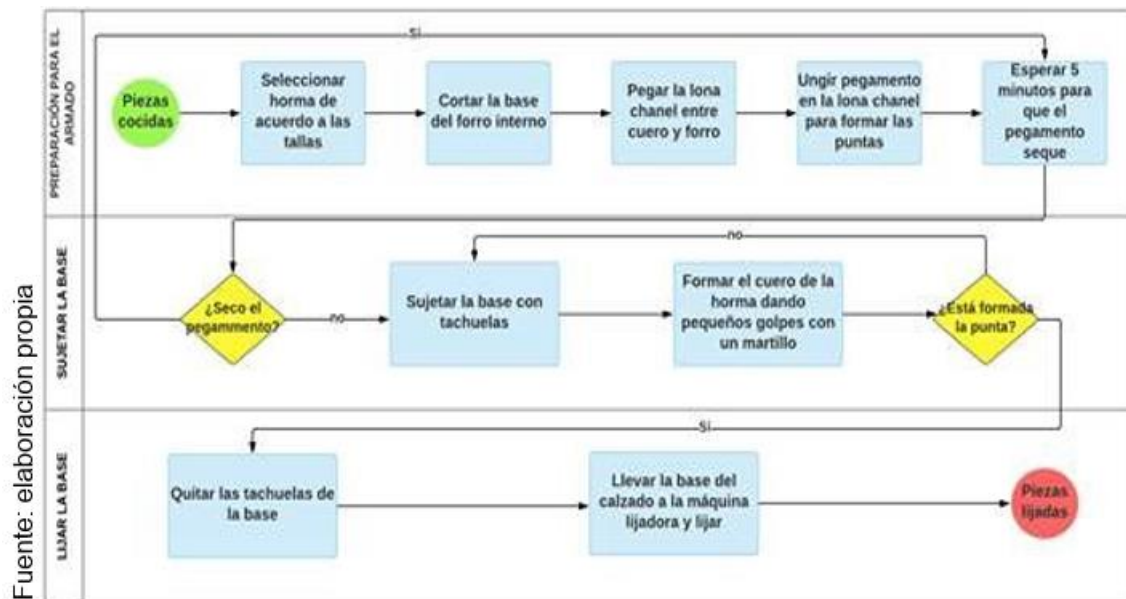 Fuente: elaboración propia
PREPARACIÓN PARA EL
ARMADO
Si
Piezas
cocidas
Seleccionar
horma de
acuerdo a las
tallas
Cortar la base
del forro interno
Pegar la lona
chanel entre
cuero y forro
Ungir pegamento
en la lona chanel
para formar las
puntas
Esperar 5
minutos para
que el
pegamento
seque
SUJETAR LA BASE
¿Seco el
pegammento?
no
Sujetar la base con
tachuelas
Formar el cuero de la
horma dando
pequeños golpes con
un martillo
no
¿Está formada
la punta?
LIJAR LA BASE
Si
Quitar las tachuelas de
la base
Llevar la base del
calzado a la máquina
lijadora y lijar
Piezas
lijadas